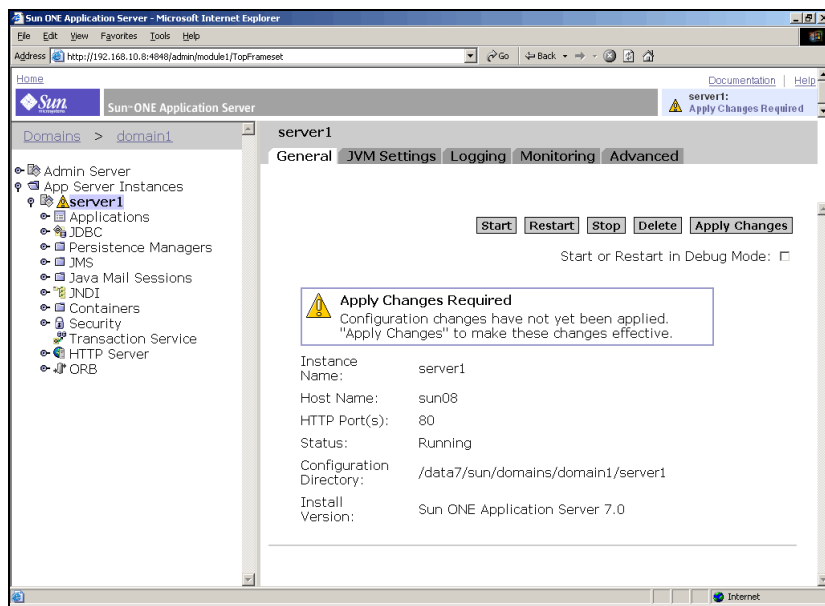 Sun ONE Application Server - Microsoft Internet Explorer
File Edit View Favorites Tools Help
Address http://192.168.10.8:4848/admin/module1/TopFrameset Go Back
Home
Documentation | Help
Sun microsystems
Sun™ONE Application Server
server1:
Apply Changes Required
Domains > domain1
Admin Server
App Server Instances
server1
Applications
JDBC
Persistence Managers
JMS
Java Mail Sessions
JNDI
Containers
Security
Transaction Service
HTTP Server
ORB
server1
General JVM Settings Logging Monitoring Advanced
Start Restart Stop Delete Apply Changes
Start or Restart in Debug Mode:
Apply Changes Required
Configuration changes have not yet been applied.
"Apply Changes" to make these changes effective.
Instance
Name: server1
Host Name: sun08
HTTP Port(s): 80
Status: Running
Configuration
Directory: /data7/sun/domains/domain1/server1
Install
Version: Sun ONE Application Server 7.0
Internet